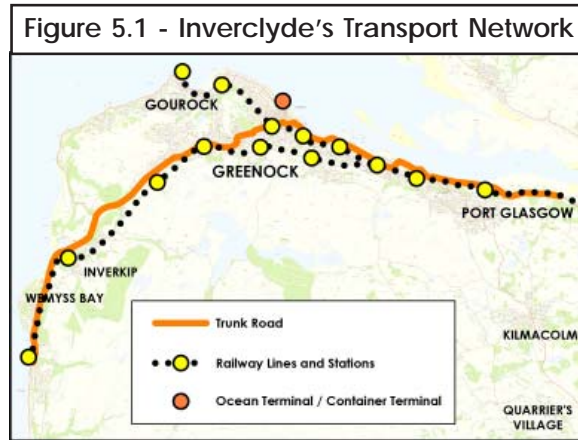 Figure 5.1 - Inverclyde's Transport Network
GOUROCK
GREENOCK
PORT GLASGOW
INVERKIP
WEMYSS BAY
Trunk Road
Railway Lines and Stations
Ocean Terminal / Container Terminal
KILMACOLM
QUARRIER'S
VILLAGE